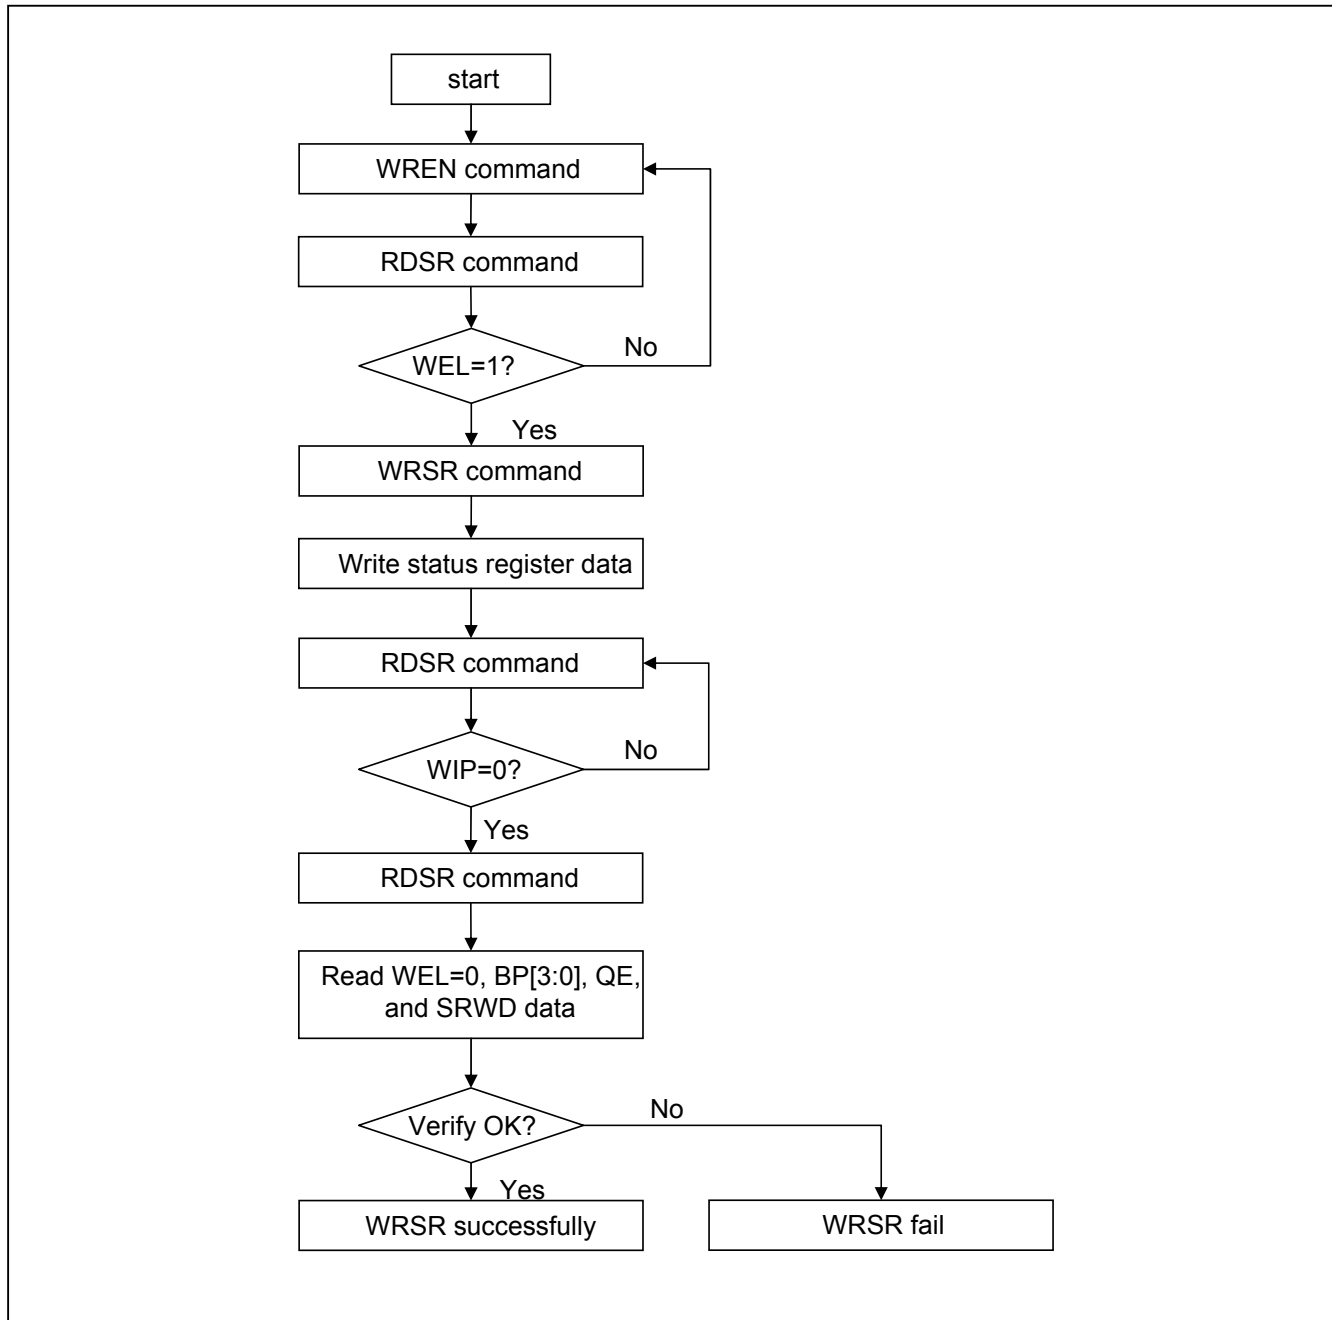 start
WREN command
RDSR command
WEL=1?
No
Yes
WRSR command
Write status register data
RDSR command
WIP=0?
No
Yes
RDSR command
Read WEL=0, BP[3:0], QE,
and SRWD data
Verify OK?
No
Yes
WRSR successfully
WRSR fail